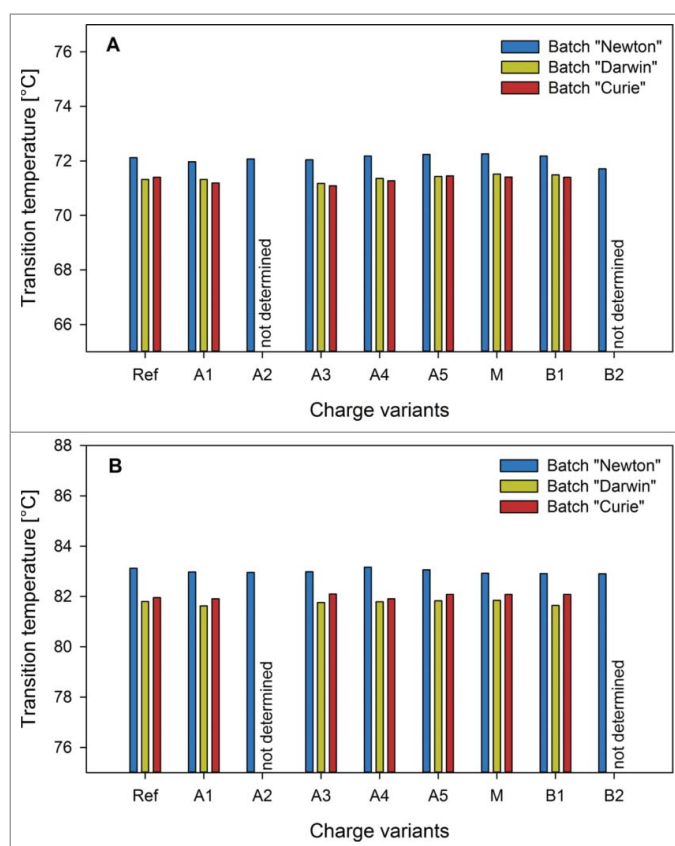 A
Batch "Newton"
Batch "Darwin"
Batch "Curie"
Transition temperature [°C]
76
74
72
70
68
66
not determined
not determined
Ref A1 A2 A3 A4 A5 M B1 B2
Charge variants
B
Batch "Newton"
Batch "Darwin"
Batch "Curie"
Transition temperature [°C]
88
86
84
82
80
78
76
not determined
not determined
Ref A1 A2 A3 A4 A5 M B1 B2
Charge variants